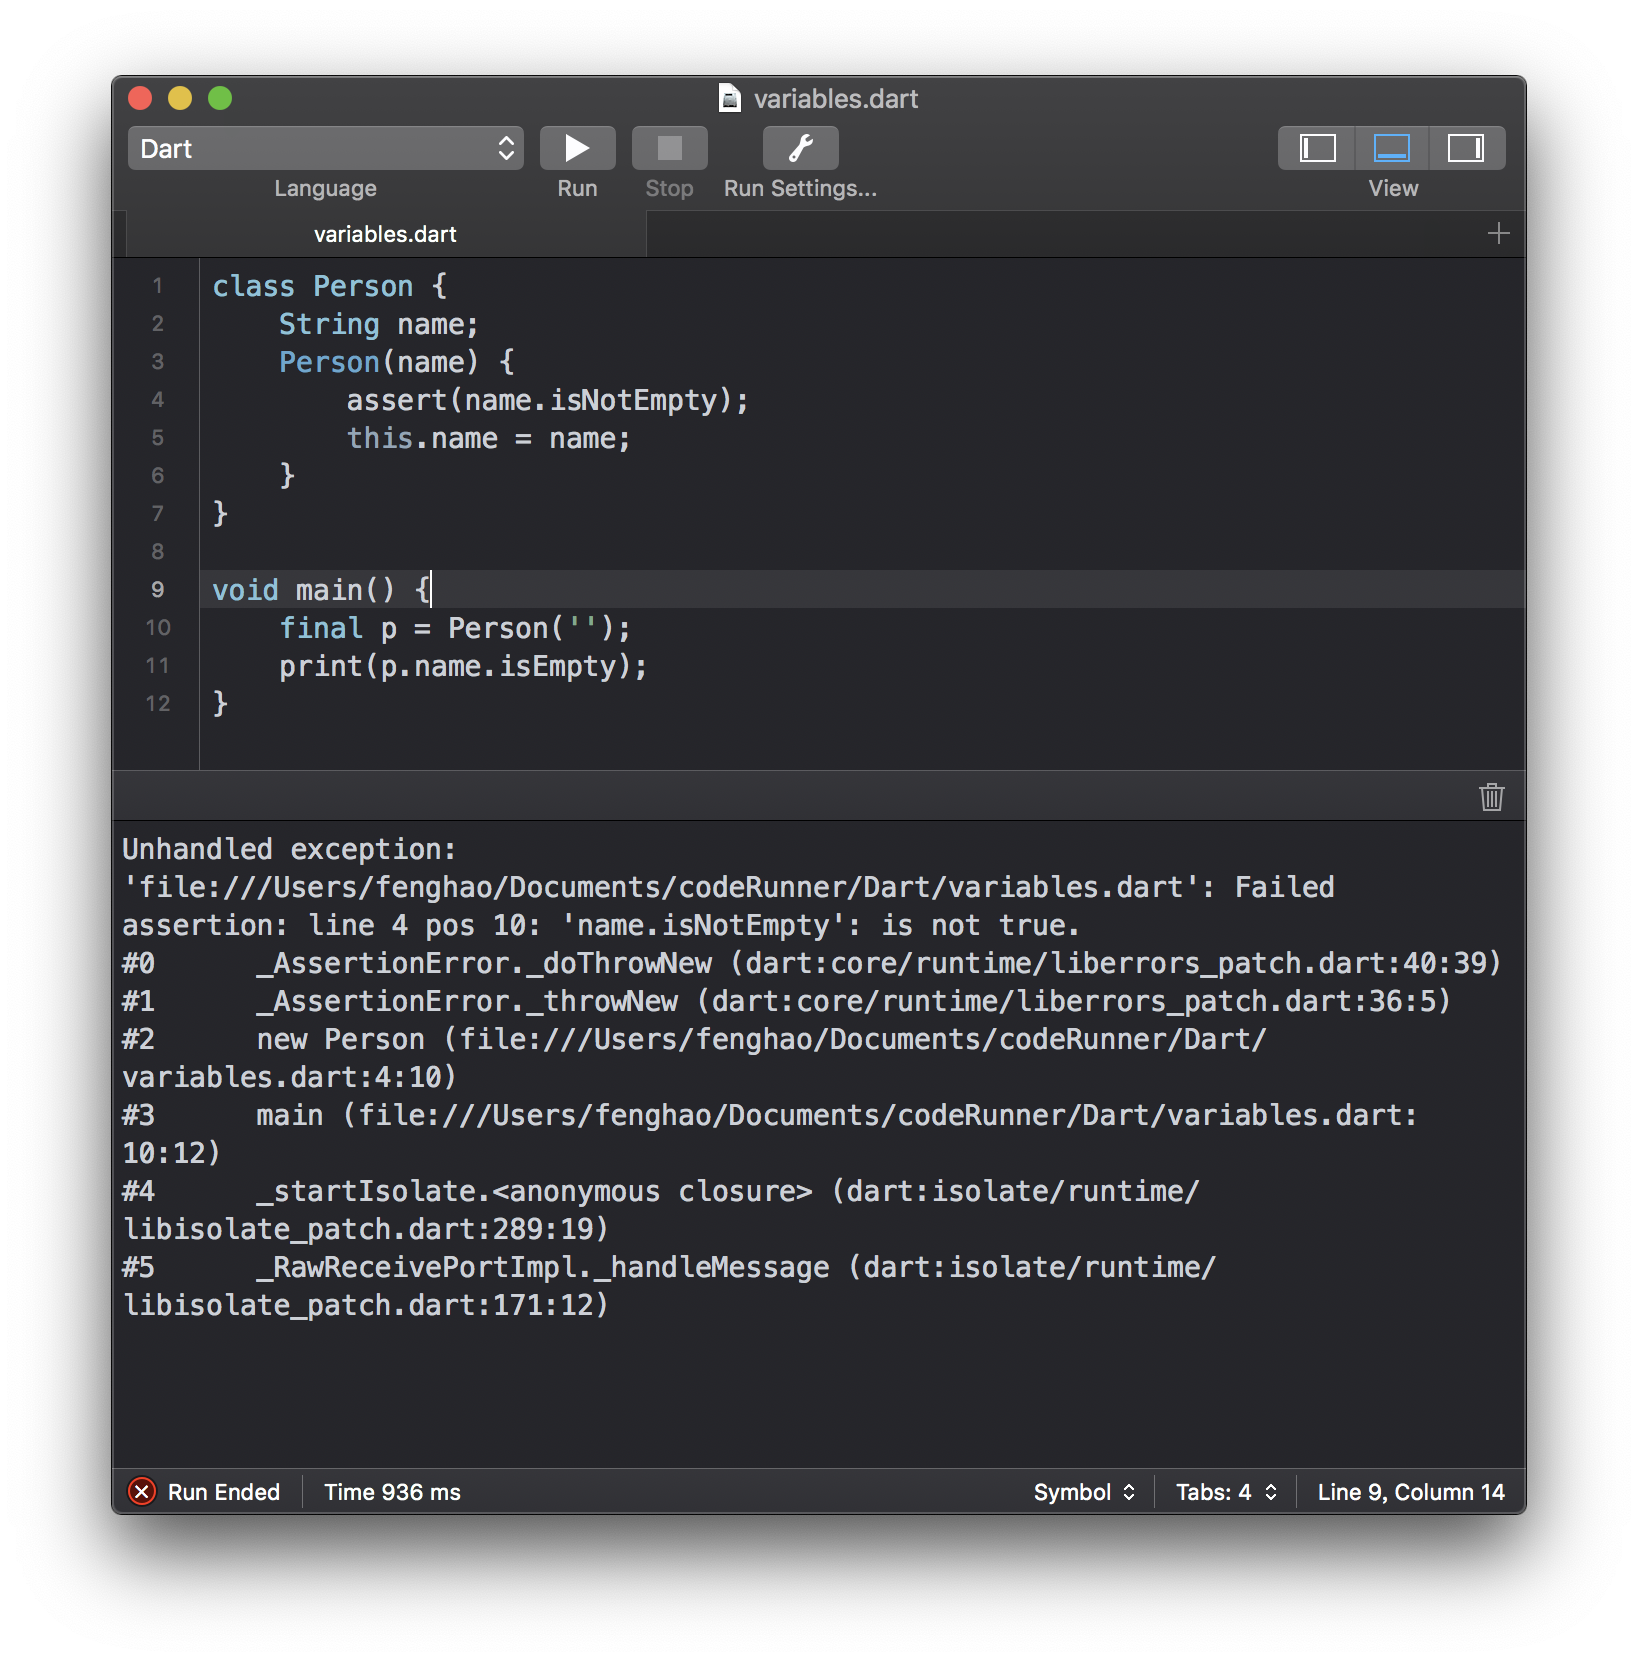 variables.dart
Dart
Language
Run
Stop
Run Settings...
View
variables.dart
1 class Person {
2     String name;
3     Person(name) {
4         assert(name.isNotEmpty);
5         this.name = name;
6     }
7 }
8
9 void main() {
10     final p = Person('');
11     print(p.name.isEmpty);
12 }
Unhandled exception:
'file:///Users/fenghao/Documents/codeRunner/Dart/variables.dart': Failed
assertion: line 4 pos 10: 'name.isNotEmpty': is not true.
#0      _AssertionError._doThrowNew (dart:core/runtime/liberrors_patch.dart:40:39)
#1      _AssertionError._throwNew (dart:core/runtime/liberrors_patch.dart:36:5)
#2      new Person (file:///Users/fenghao/Documents/codeRunner/Dart/
variables.dart:4:10)
#3      main (file:///Users/fenghao/Documents/codeRunner/Dart/variables.dart:
10:12)
#4      _startIsolate.<anonymous closure> (dart:isolate/runtime/
libisolate_patch.dart:289:19)
#5      _RawReceivePortImpl._handleMessage (dart:isolate/runtime/
libisolate_patch.dart:171:12)
Run Ended
Time 936 ms
Symbol
Tabs: 4
Line 9, Column 14